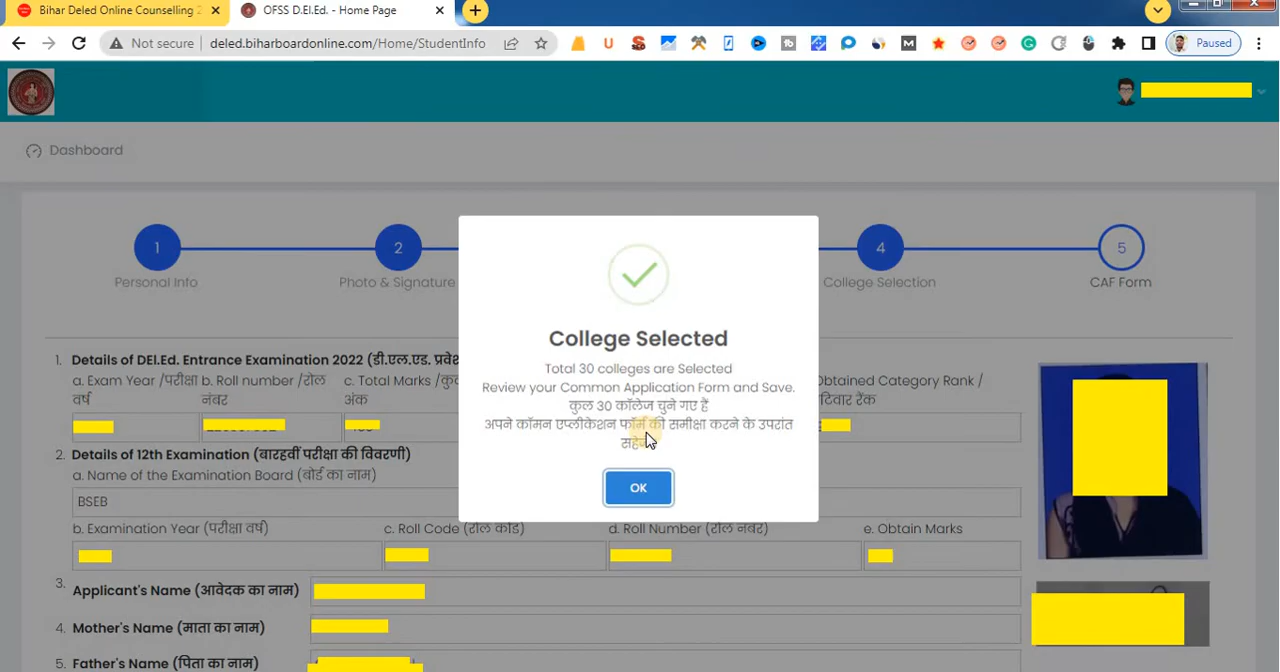 Bihar Deled Online Counselling 2
OFSS D.El.Ed. - Home Page
Not secure
deled.biharboardonline.com/Home/StudentInfo
Paused
Dashboard
1
2
4
5
Personal Info
Photo & Signature
College Selection
CAF Form
College Selected
Total 30 colleges are Selected
Review your Common Application Form and Save.
कुल 30 कॉलेज चुने गए हैं
अपने कॉमन एप्लीकेशन फॉर्म की समीक्षा करने के उपरांत
OK
1.
Details of DEl.Ed. Entrance Examination 2022 (डी.एल.एड. प्रवेश
a. Exam Year /परीक्षा वर्ष
b. Roll number /रोल नंबर
c. Total Marks /कुल अंक
Obtained Category Rank /
2.
Details of 12th Examination (बारहवीं परीक्षा की विवरणी)
a. Name of the Examination Board (बोर्ड का नाम)
BSEB
b. Examination Year (परीक्षा वर्ष)
c. Roll Code (रोल कोड)
d. Roll Number (रोल नंबर)
e. Obtain Marks
3.
Applicant's Name (आवेदक का नाम)
4.
Mother's Name (माता का नाम)
5.
Father's Name (पिता का नाम)